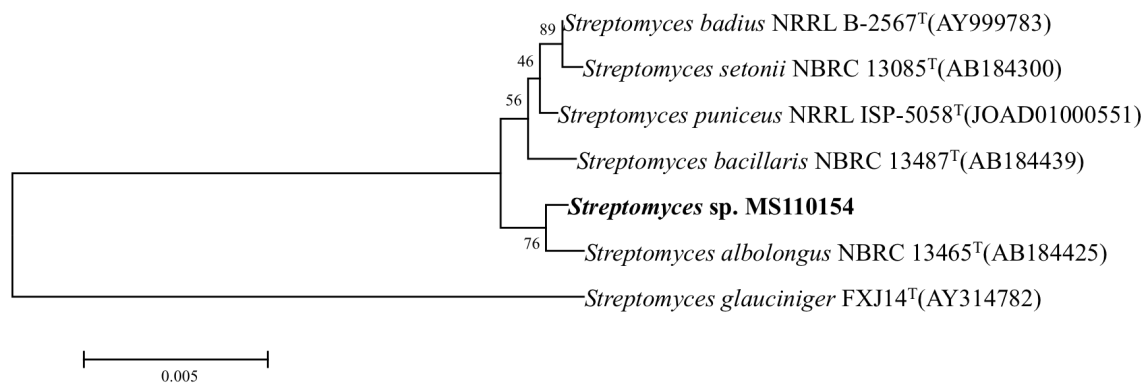 89
Streptomyces badius NRRL B-2567ᵀ(AY999783)
Streptomyces setonii NBRC 13085ᵀ(AB184300)
46
Streptomyces puniceus NRRL ISP-5058ᵀ(JOAD01000551)
56
Streptomyces bacillaris NBRC 13487ᵀ(AB184439)
Streptomyces sp. MS110154
76
Streptomyces albolongus NBRC 13465ᵀ(AB184425)
Streptomyces glauciniger FXJ14ᵀ(AY314782)
0.005